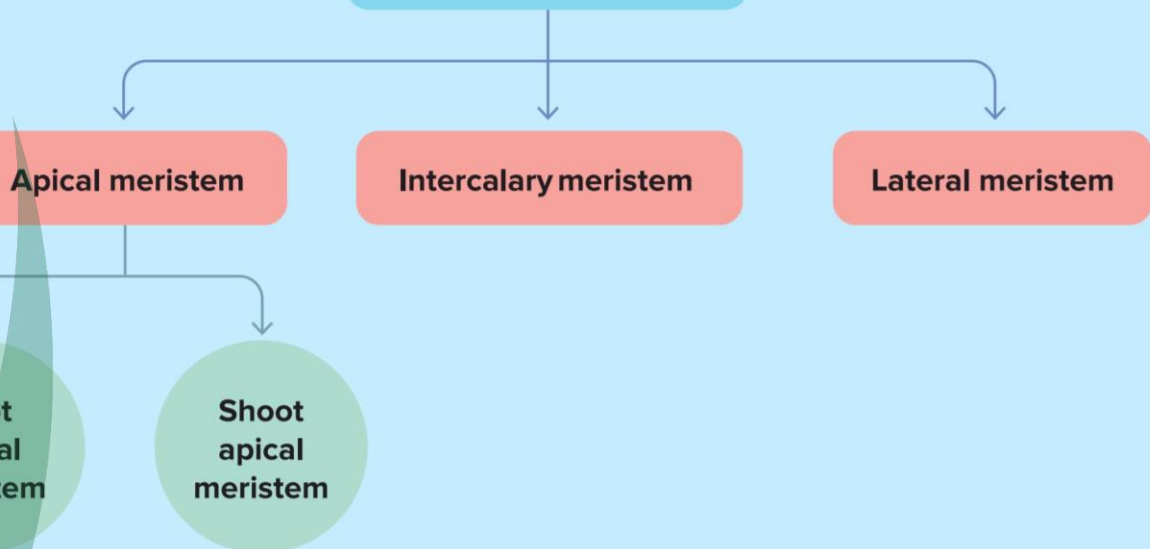 Apical meristem
Intercalary meristem
Lateral meristem
Shoot
apical
meristem